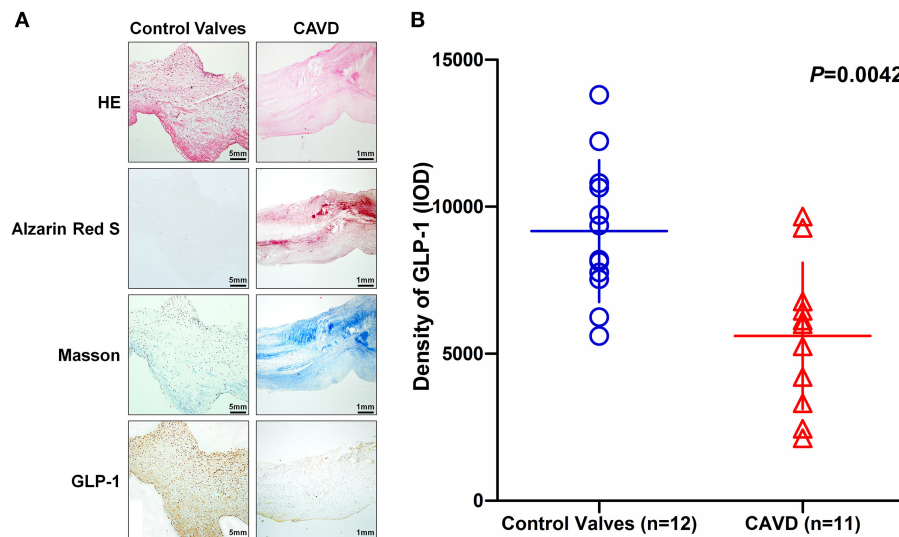 A
Control Valves CAVD
HE
5mm 1mm
Alzarin Red S
5mm 1mm
Masson
5mm 1mm
GLP-1
5mm 1mm
B
P=0.0042
Density of GLP-1 (IOD)
15000
10000
5000
0
Control Valves (n=12) CAVD (n=11)